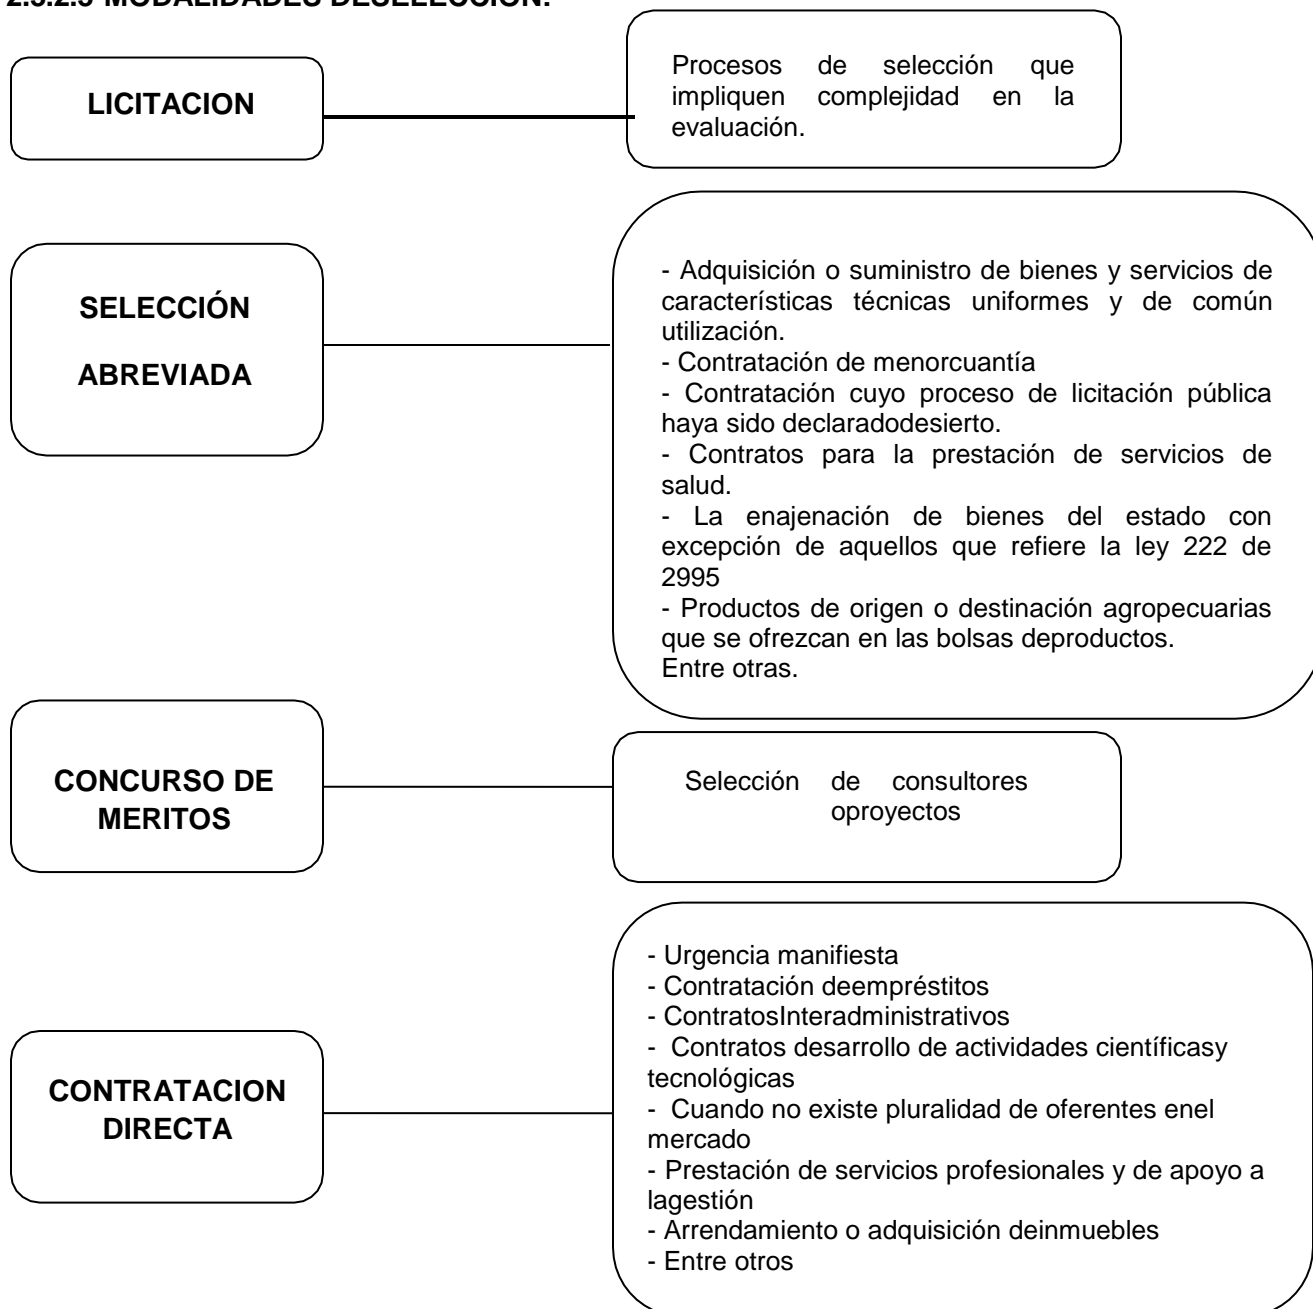 2.3.2.3 MODALIDADES DESELECCIÓN:
LICITACION
Procesos de selección que
impliquen complejidad en la
evaluación.
SELECCIÓN
ABREVIADA
- Adquisición o suministro de bienes y servicios de
características técnicas uniformes y de común
utilización.
- Contratación de menorcuantía
- Contratación cuyo proceso de licitación pública
haya sido declaradodesierto.
- Contratos para la prestación de servicios de
salud.
- La enajenación de bienes del estado con
excepción de aquellos que refiere la ley 222 de
2995
- Productos de origen o destinación agropecuarias
que se ofrezcan en las bolsas deproductos.
Entre otras.
CONCURSO DE
MERITOS
Selección de consultores
oproyectos
CONTRATACION
DIRECTA
- Urgencia manifiesta
- Contratación deempréstitos
- ContratosInteradministrativos
- Contratos desarrollo de actividades científicasy
tecnológicas
- Cuando no existe pluralidad de oferentes enel
mercado
- Prestación de servicios profesionales y de apoyo a
lagestión
- Arrendamiento o adquisición deinmuebles
- Entre otros